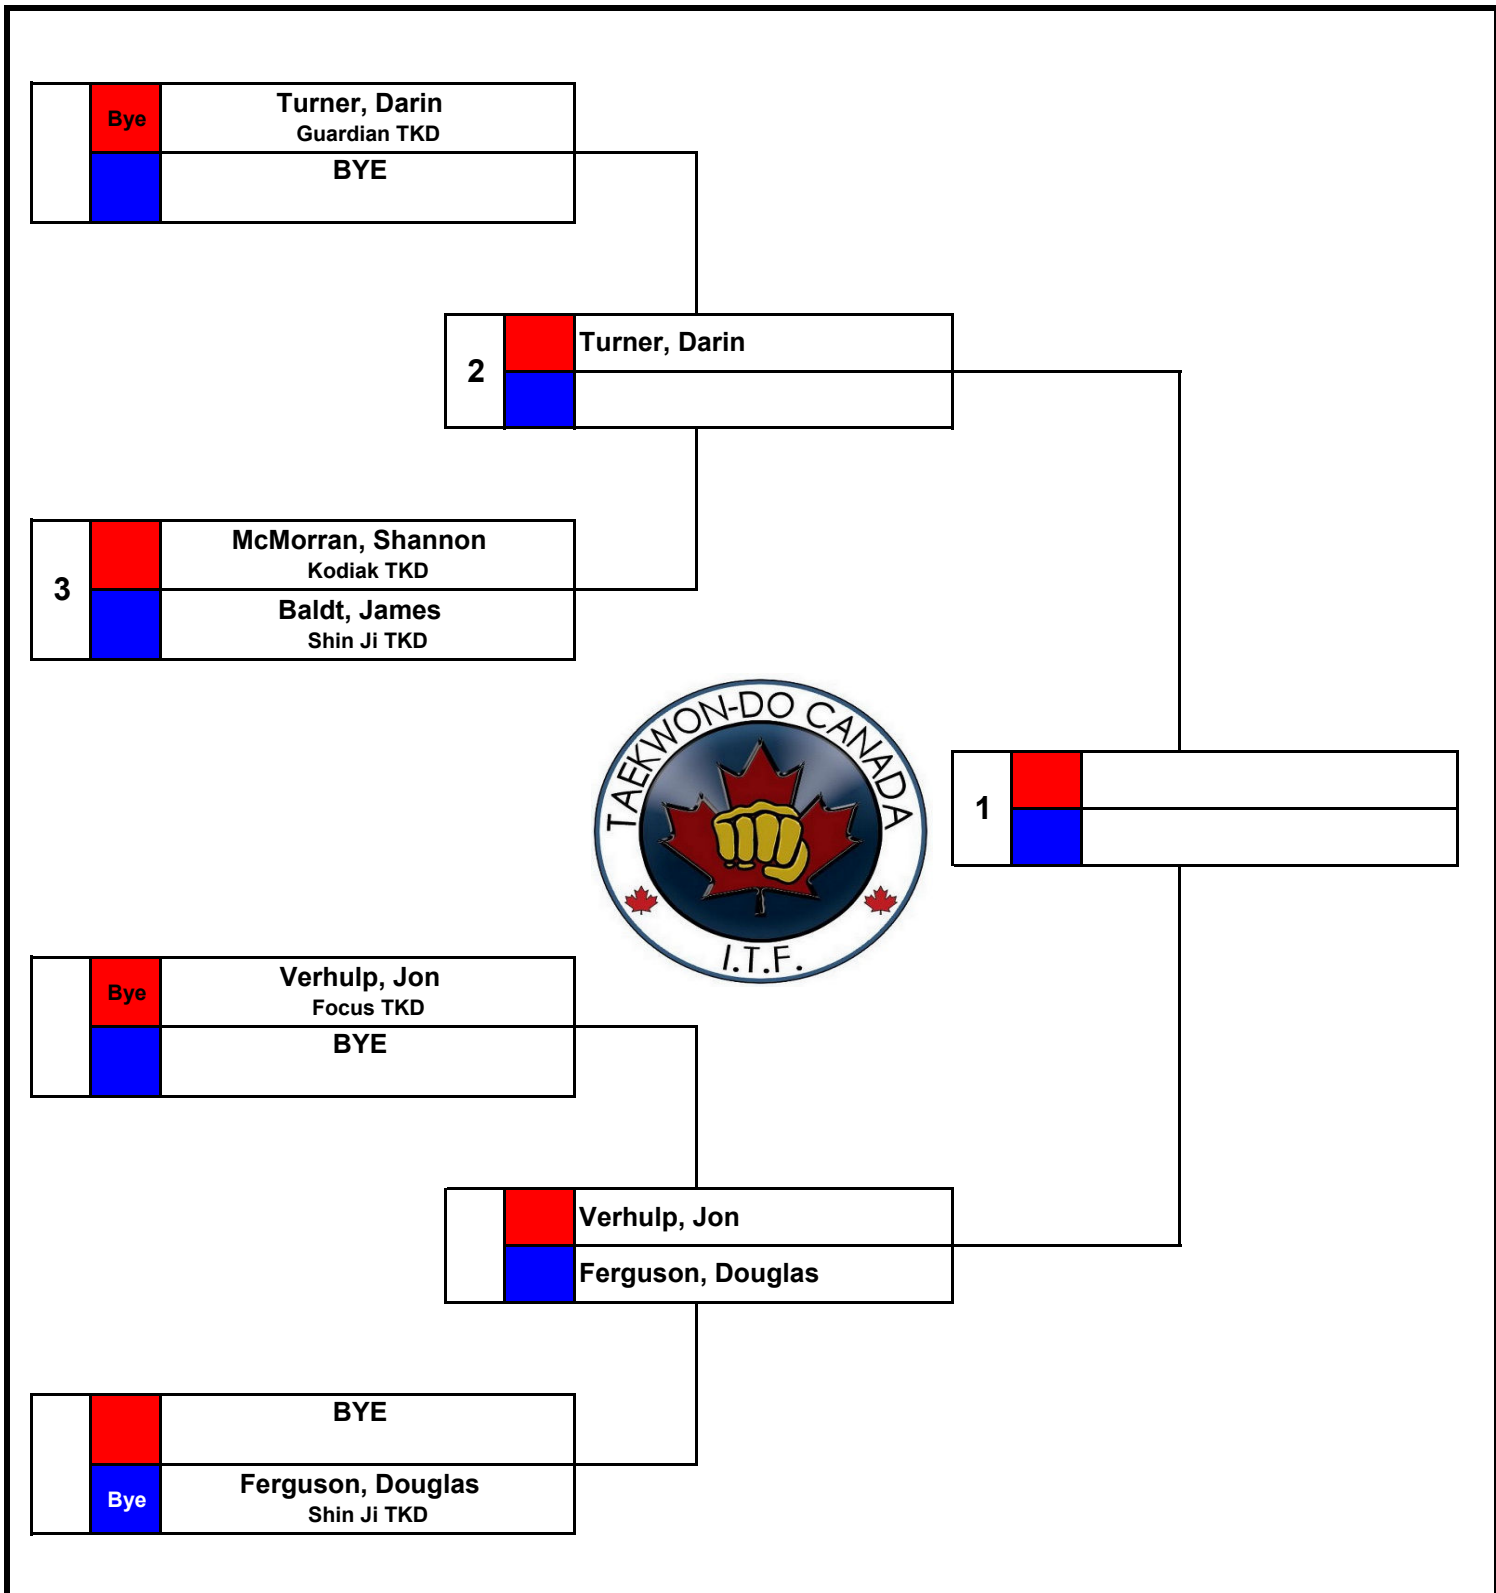 Bye
Turner, Darin
Guardian TKD
BYE
2
Turner, Darin
3
McMorran, Shannon
Kodiak TKD
Baldt, James
Shin Ji TKD
TAEKWON-DO CANADA
I.T.F.
1
Bye
Verhulp, Jon
Focus TKD
BYE
Verhulp, Jon
Ferguson, Douglas
BYE
Bye
Ferguson, Douglas
Shin Ji TKD